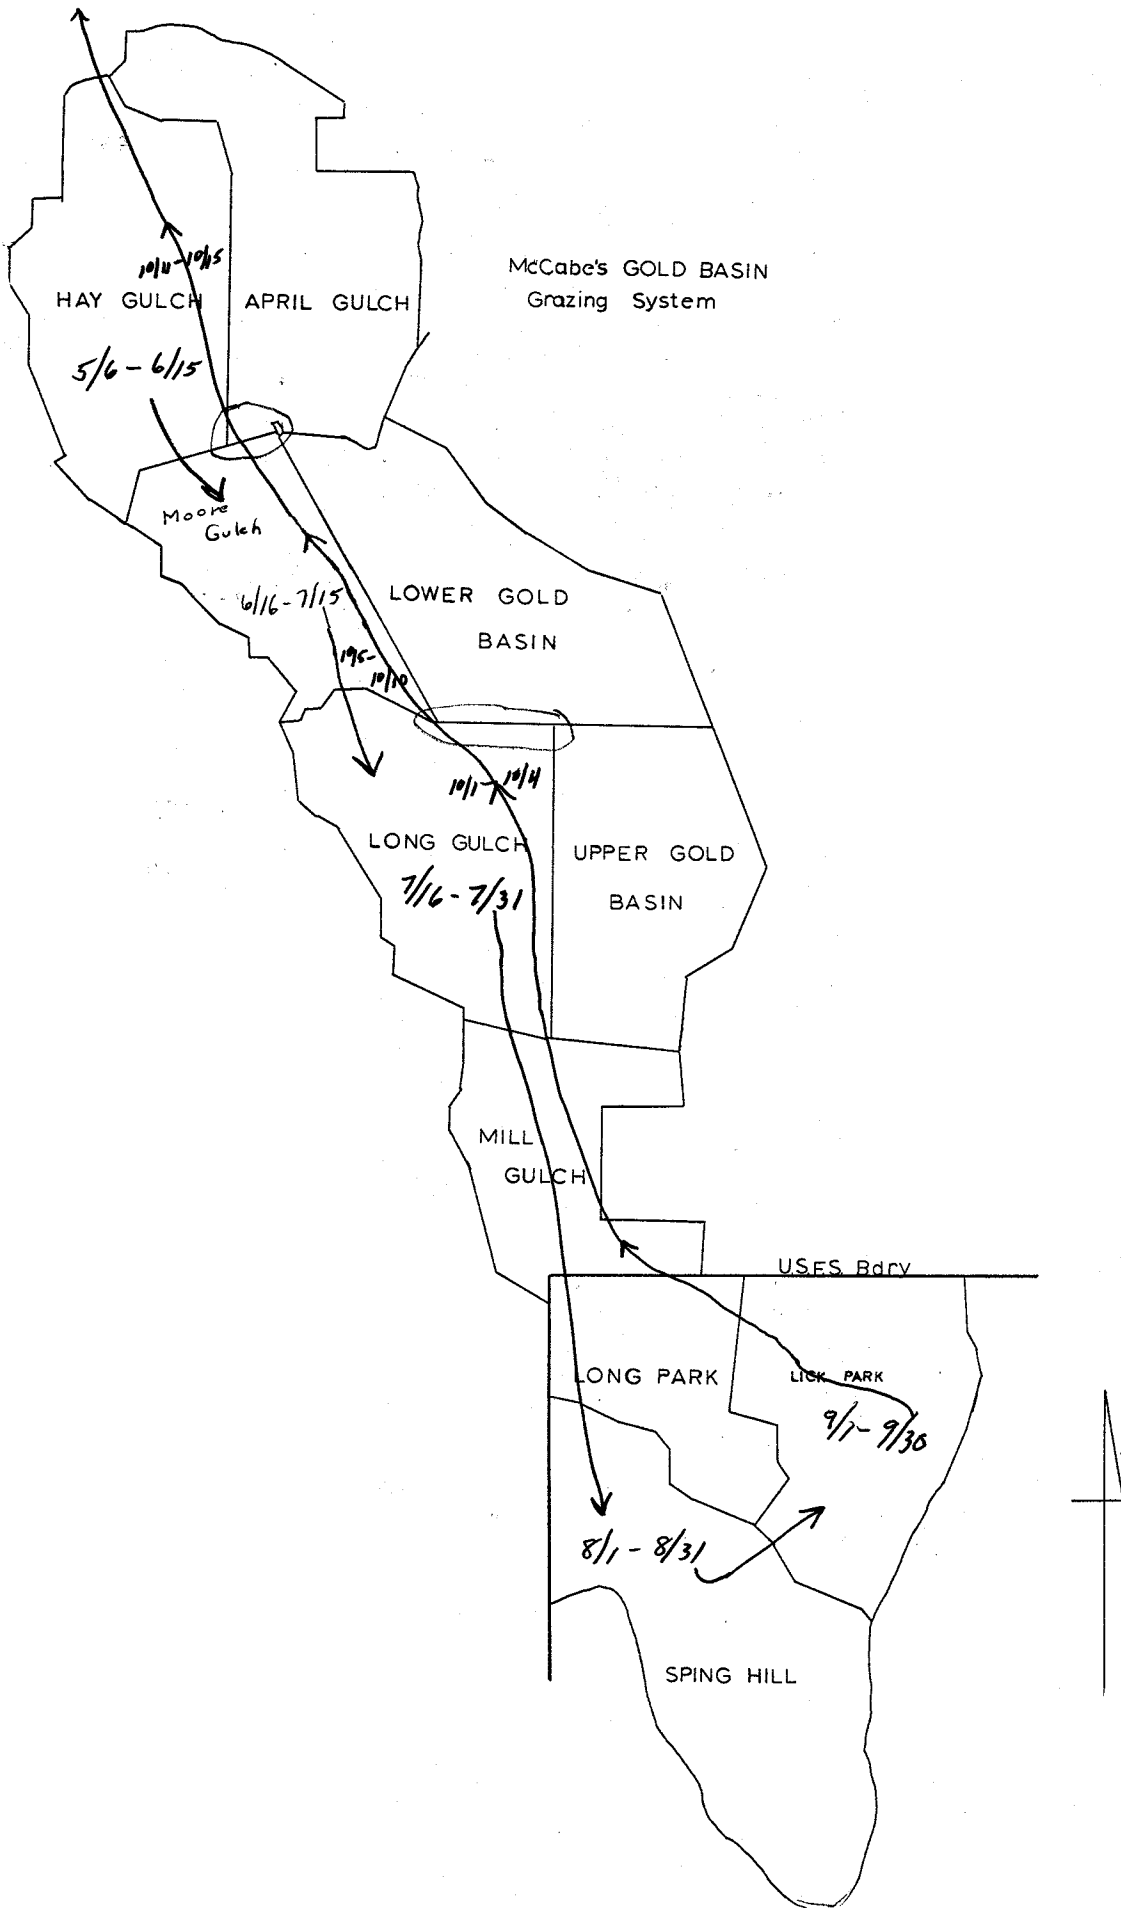 McCabe's GOLD BASIN
Grazing System
10/11-10/15
HAY GULCH
APRIL GULCH
5/6 - 6/15
Moore
Gulch
6/16 - 7/15
LOWER GOLD
BASIN
10/5-
10/10
10/1
10/4
LONG GULCH
7/16 - 7/31
UPPER GOLD
BASIN
MILL
GULCH
U.S.F.S. Bdry
LONG PARK
LICK PARK
9/1 - 9/30
8/1 - 8/31
SPING HILL